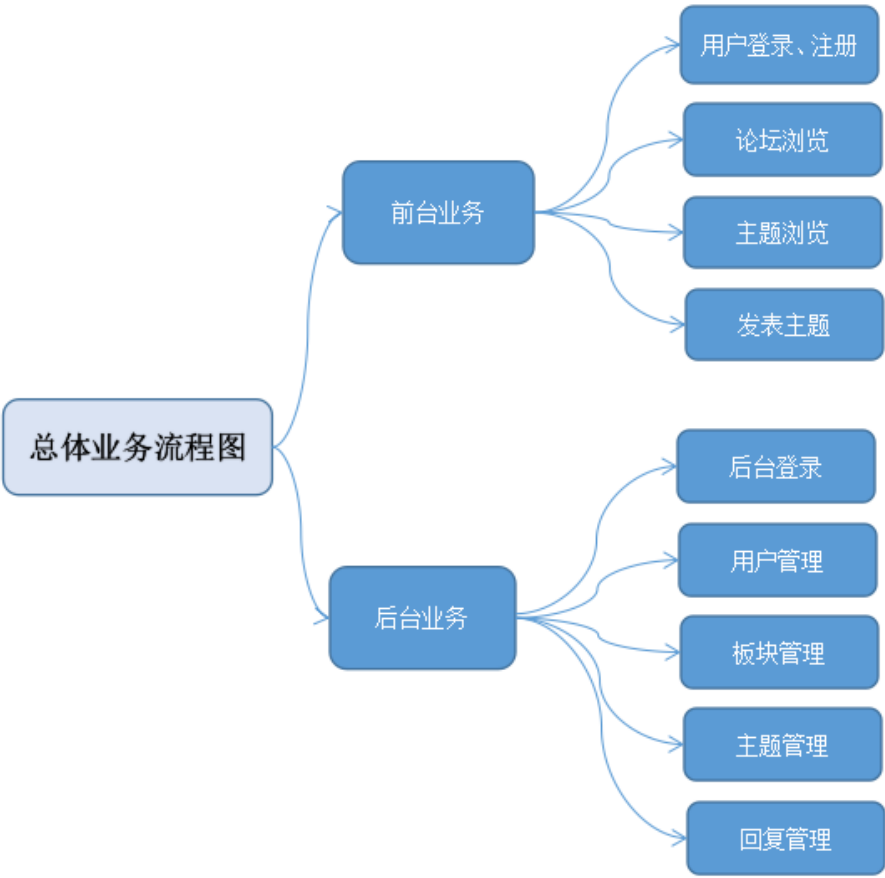 总体业务流程图
前台业务
用户登录、注册
论坛浏览
主题浏览
发表主题
后台业务
后台登录
用户管理
板块管理
主题管理
回复管理